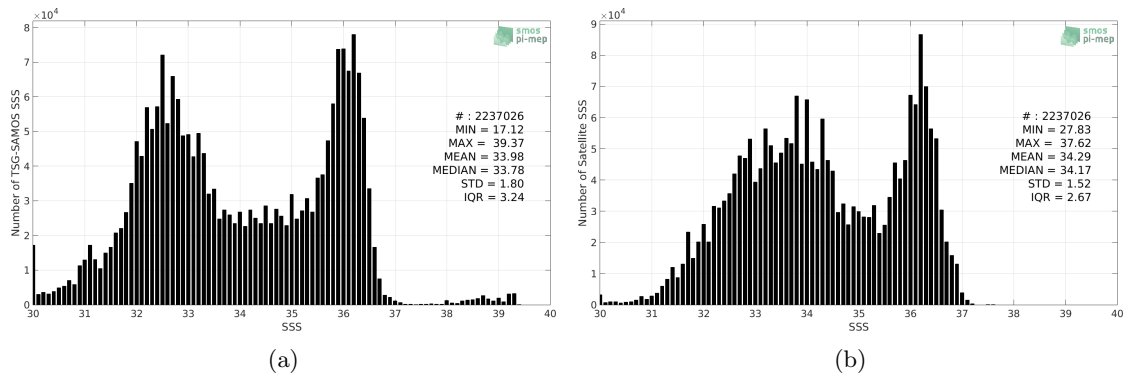 ×10⁴
8
7
6
5
4
3
2
1
0
Number of TSG-SAMOS SSS
30 31 32 33 34 35 36 37 38 39 40
SSS
smos
pi-mep
# : 2237026
MIN = 17.12
MAX = 39.37
MEAN = 33.98
MEDIAN = 33.78
STD = 1.80
IQR = 3.24
(a)
×10⁴
9
8
7
6
5
4
3
2
1
0
Number of Satellite SSS
30 31 32 33 34 35 36 37 38 39 40
SSS
smos
pi-mep
# : 2237026
MIN = 27.83
MAX = 37.62
MEAN = 34.29
MEDIAN = 34.17
STD = 1.52
IQR = 2.67
(b)